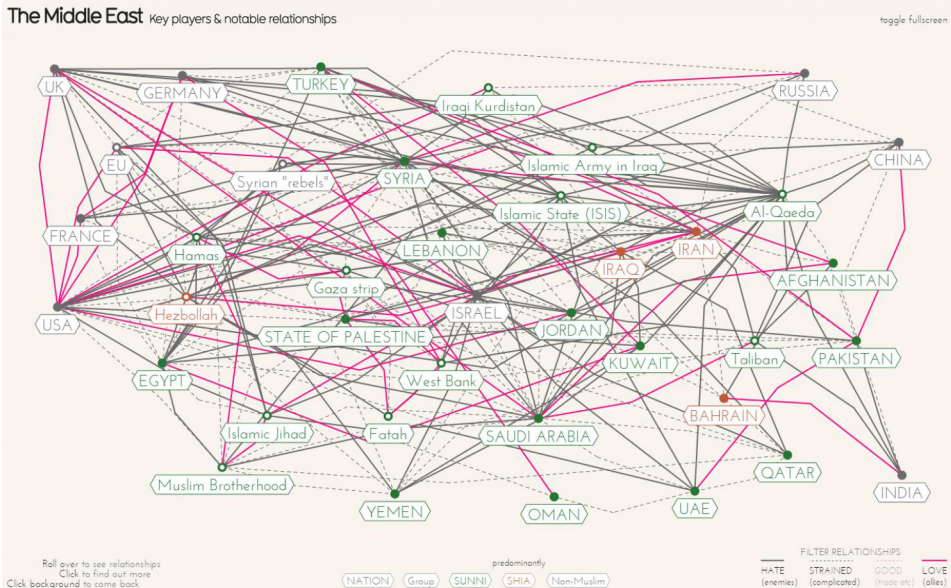 The Middle East Key players & notable relationships
toggle fullscreen
UK
GERMANY
TURKEY
Iraqi Kurdistan
RUSSIA
EU
Syrian "rebels"
SYRIA
Islamic Army in Iraq
CHINA
Islamic State (ISIS)
Al-Qaeda
FRANCE
Hamas
LEBANON
IRAQ
IRAN
Gaza strip
AFGHANISTAN
USA
Hezbollah
STATE OF PALESTINE
ISRAEL
JORDAN
KUWAIT
Taliban
PAKISTAN
EGYPT
West Bank
BAHRAIN
Islamic Jihad
Fatah
SAUDI ARABIA
QATAR
Muslim Brotherhood
YEMEN
OMAN
UAE
INDIA
Roll over to see relationships
Click to find out more
Click background to come back
predominantly
NATION
Group
SUNNI
SHIA
Non-Muslim
FILTER RELATIONSHIPS
HATE
(enemies)
STRAINED
(complicated)
GOOD
(trade etc)
LOVE
(allies)